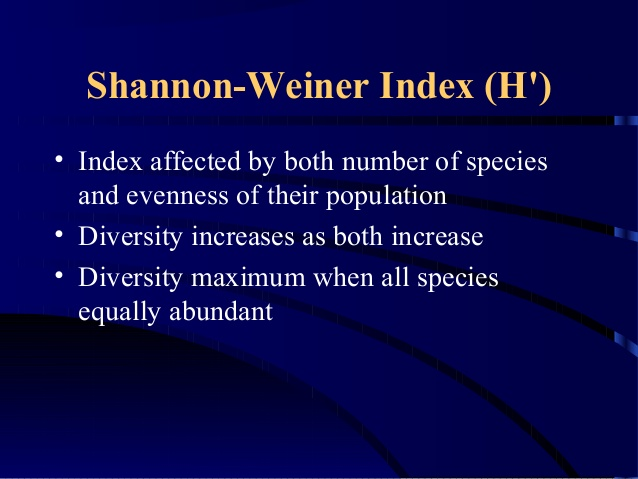 Shannon-Weiner Index (H')
• Index affected by both number of species
and evenness of their population
• Diversity increases as both increase
• Diversity maximum when all species
equally abundant